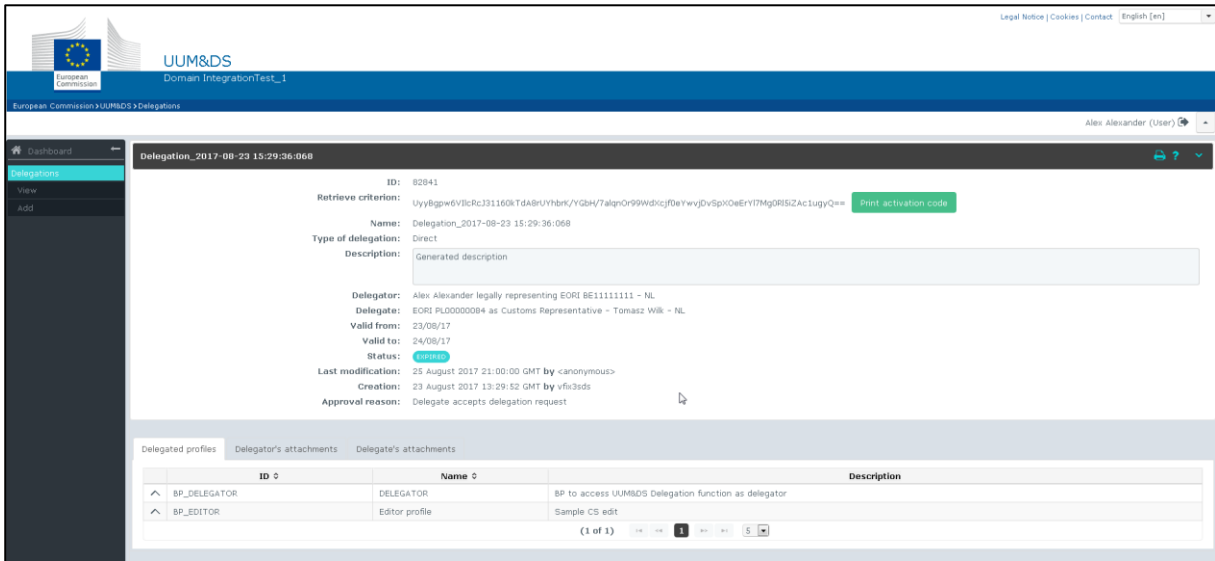 Legal Notice | Cookies | Contact English [en]
European Commission
UUM&DS
Domain IntegrationTest_1
European Commission > UUM&DS > Delegations
Alex Alexander (User)
Dashboard
Delegations
View
Add
Delegation_2017-08-23 15:29:36:068
ID: 82841
Retrieve criterion: Print activation code
Name: Delegation_2017-08-23 15:29:36:068
Type of delegation: Direct
Description: Generated description
Delegator: Alex Alexander legally representing EORI BE11111111 - NL
Delegate: EORI PL00000084 as Customs Representative - Tomasz Wilk - NL
Valid from: 23/08/17
Valid to: 24/08/17
Status: EXPIRED
Last modification: 25 August 2017 21:00:00 GMT by <anonymous>
Creation: 23 August 2017 13:29:52 GMT by vfix3sds
Approval reason: Delegate accepts delegation request
Delegated profiles Delegator's attachments Delegate's attachments
ID Name Description
BP_DELEGATOR DELEGATOR BP to access UUM&DS Delegation function as delegator
BP_EDITOR Editor profile Sample CS edit
(1 of 1) 1 5